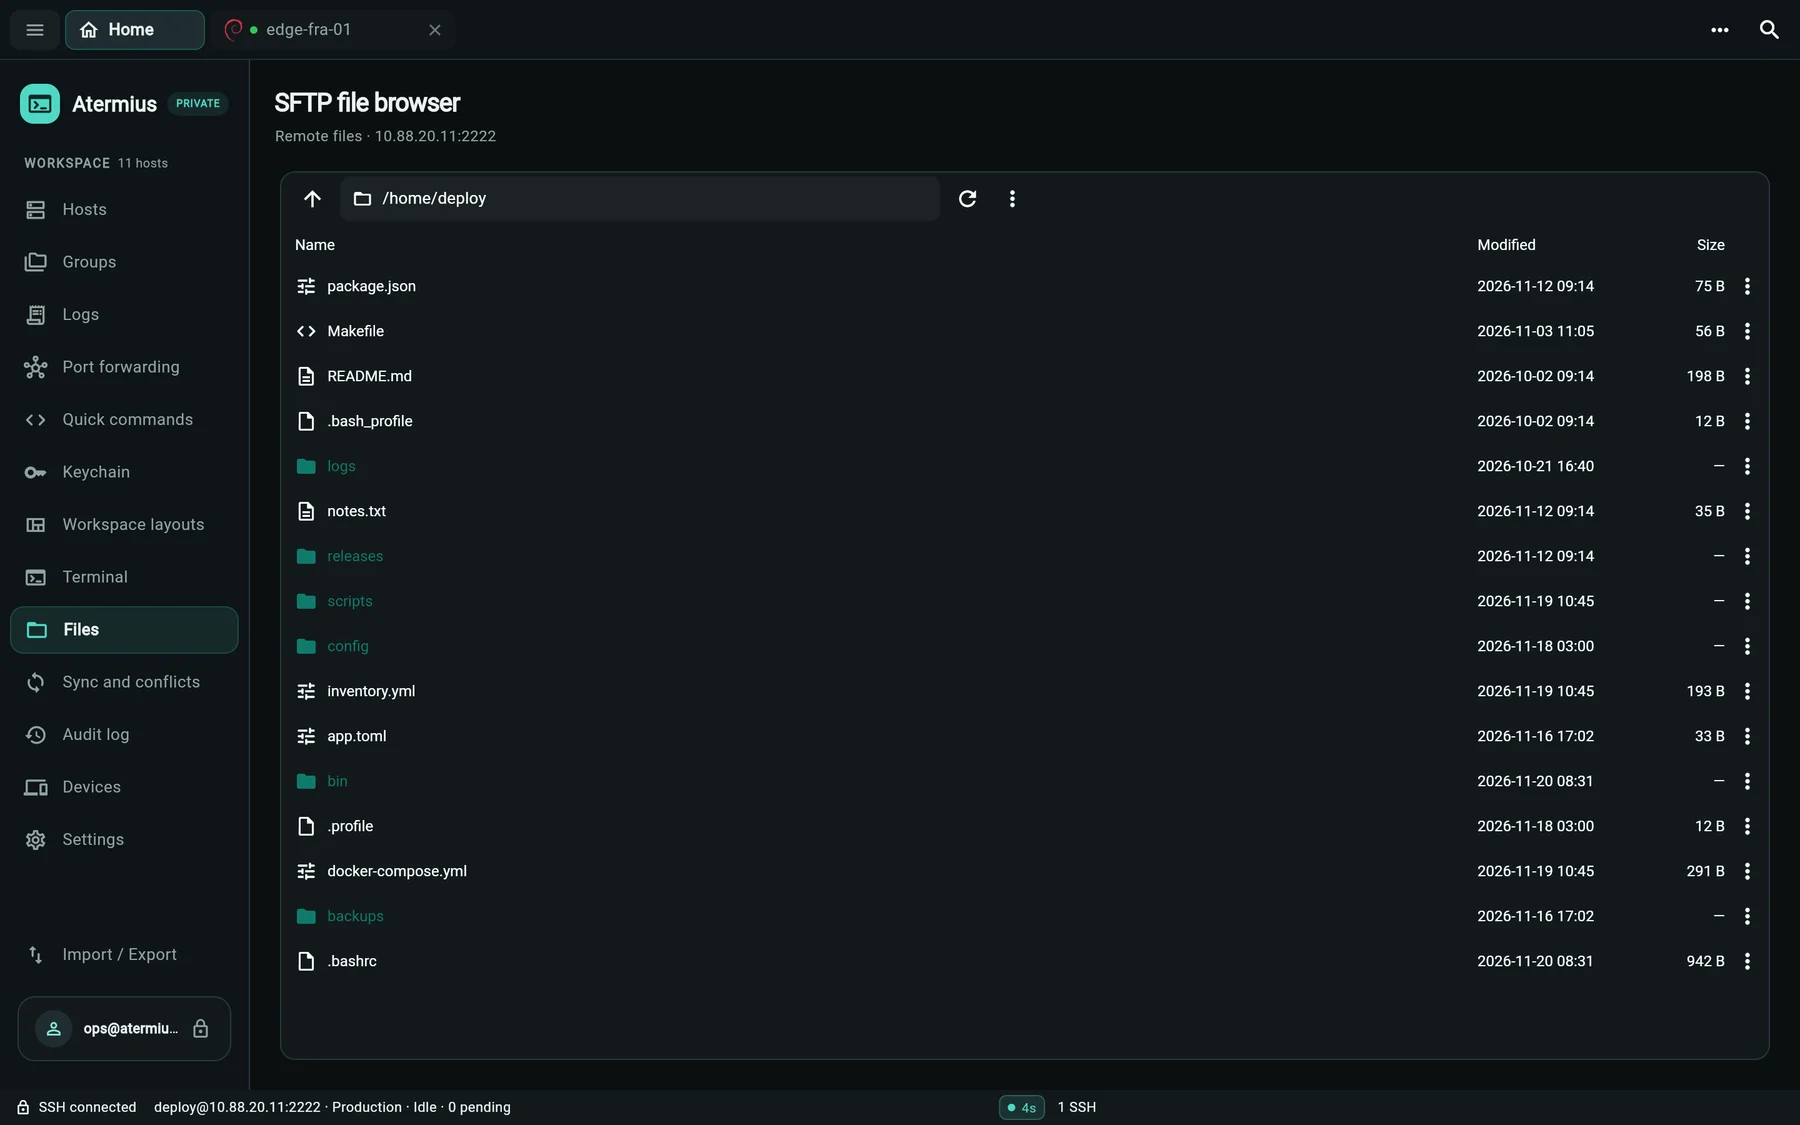 Home
edge-fra-01
Atermius PRIVATE
WORKSPACE 11 hosts
Hosts
Groups
Logs
Port forwarding
Quick commands
Keychain
Workspace layouts
Terminal
Files
Sync and conflicts
Audit log
Devices
Settings
Import / Export
ops@atermiu...
SFTP file browser
Remote files · 10.88.20.11:2222
/home/deploy
Name Modified Size
package.json 2026-11-12 09:14 75 B
Makefile 2026-11-03 11:05 56 B
README.md 2026-10-02 09:14 198 B
.bash_profile 2026-10-02 09:14 12 B
logs 2026-10-21 16:40 —
notes.txt 2026-11-12 09:14 35 B
releases 2026-11-12 09:14 —
scripts 2026-11-19 10:45 —
config 2026-11-18 03:00 —
inventory.yml 2026-11-19 10:45 193 B
app.toml 2026-11-16 17:02 33 B
bin 2026-11-20 08:31 —
.profile 2026-11-18 03:00 12 B
docker-compose.yml 2026-11-19 10:45 291 B
backups 2026-11-16 17:02 —
.bashrc 2026-11-20 08:31 942 B
SSH connected deploy@10.88.20.11:2222 · Production · Idle · 0 pending 4s 1 SSH